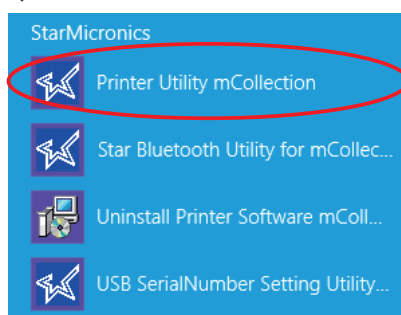 StarMicronics
Printer Utility mCollection
Star Bluetooth Utility for mCollec...
Uninstall Printer Software mColl...
USB SerialNumber Setting Utility...